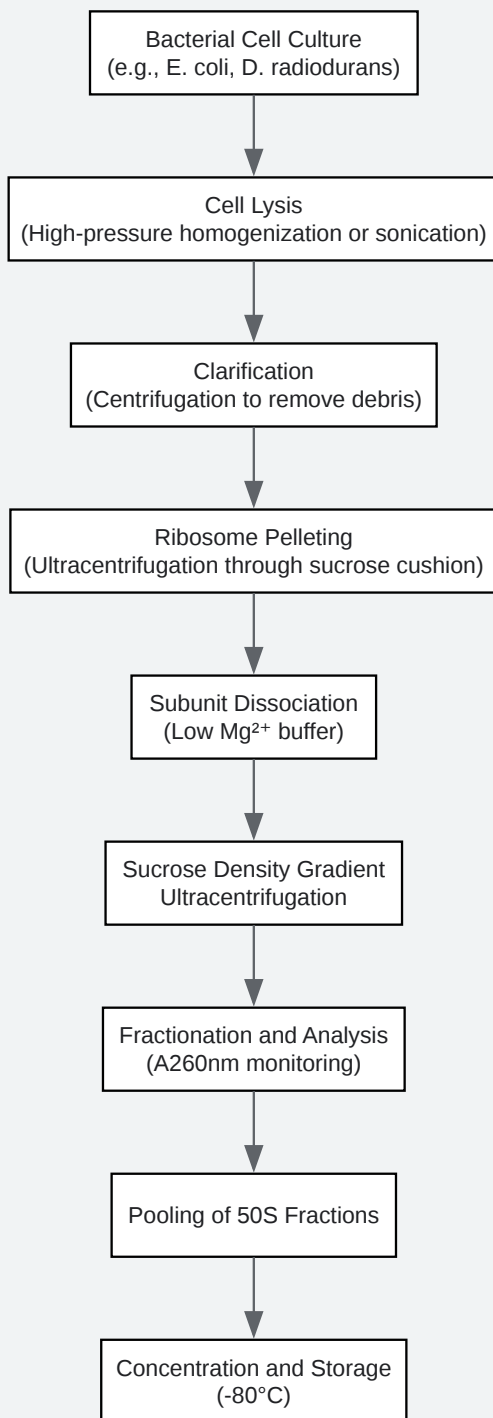 Bacterial Cell Culture
(e.g., E. coli, D. radiodurans)
Cell Lysis
(High-pressure homogenization or sonication)
Clarification
(Centrifugation to remove debris)
Ribosome Pelleting
(Ultracentrifugation through sucrose cushion)
Subunit Dissociation
(Low Mg²⁺ buffer)
Sucrose Density Gradient
Ultracentrifugation
Fractionation and Analysis
(A260nm monitoring)
Pooling of 50S Fractions
Concentration and Storage
(-80°C)